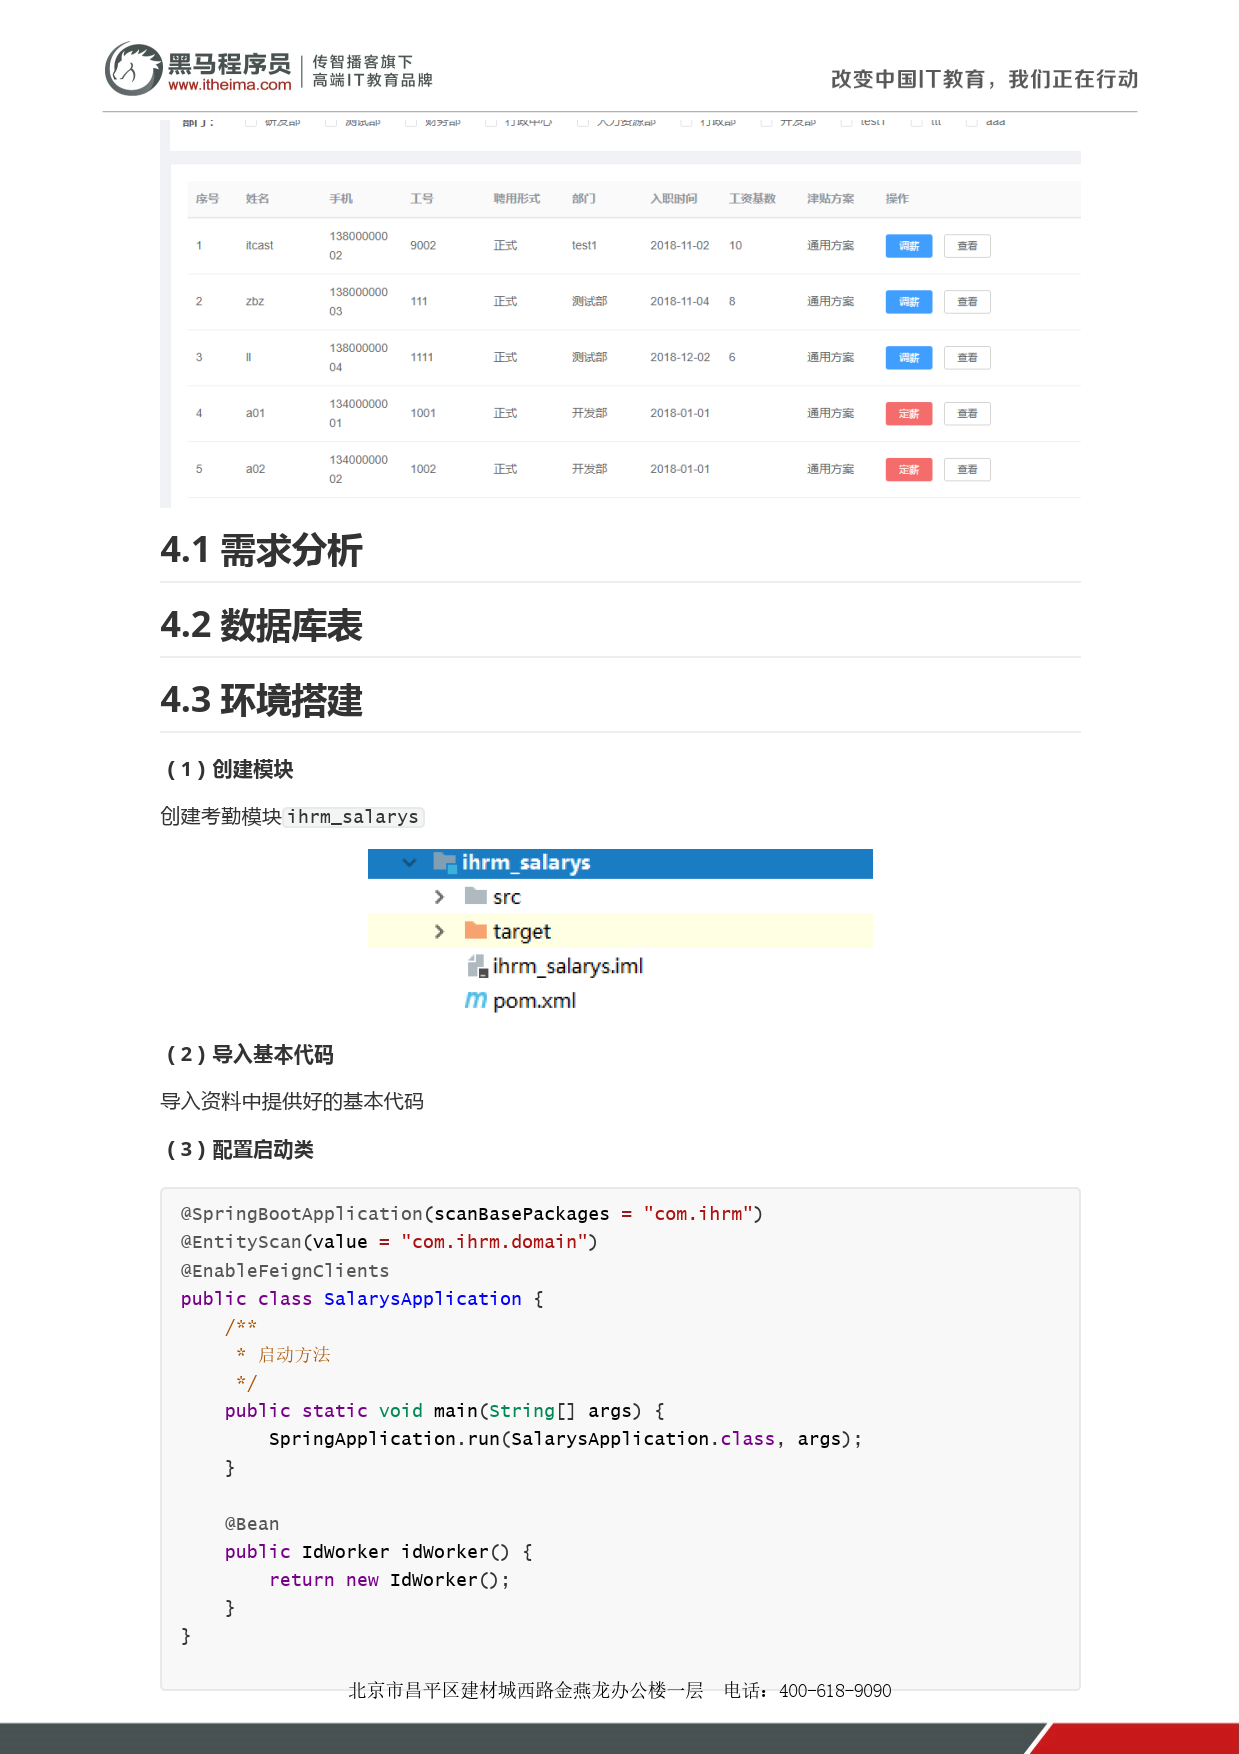 黑马程序员
www.itheima.com
传智播客旗下
高端IT教育品牌
改变中国IT教育，我们正在行动
部门： 研发部 测试部 财务部 行政中心 人力资源部 行政部 开发部 test1 ttt aaa
序号 姓名 手机 工号 聘用形式 部门 入职时间 工资基数 津贴方案 操作
1 itcast 13800000002 9002 正式 test1 2018-11-02 10 通用方案 调薪 查看
2 zbz 13800000003 111 正式 测试部 2018-11-04 8 通用方案 调薪 查看
3 ll 13800000004 1111 正式 测试部 2018-12-02 6 通用方案 调薪 查看
4 a01 13400000001 1001 正式 开发部 2018-01-01 通用方案 定薪 查看
5 a02 13400000002 1002 正式 开发部 2018-01-01 通用方案 定薪 查看
4.1 需求分析
4.2 数据库表
4.3 环境搭建
（1）创建模块
创建考勤模块ihrm_salarys
ihrm_salarys
src
target
ihrm_salarys.iml
pom.xml
（2）导入基本代码
导入资料中提供好的基本代码
（3）配置启动类
@SpringBootApplication(scanBasePackages = "com.ihrm")
@EntityScan(value = "com.ihrm.domain")
@EnableFeignClients
public class SalarysApplication {
    /**
     * 启动方法
     */
    public static void main(String[] args) {
        SpringApplication.run(SalarysApplication.class, args);
    }
    @Bean
    public IdWorker idWorker() {
        return new IdWorker();
    }
}
北京市昌平区建材城西路金燕龙办公楼一层 电话：400-618-9090